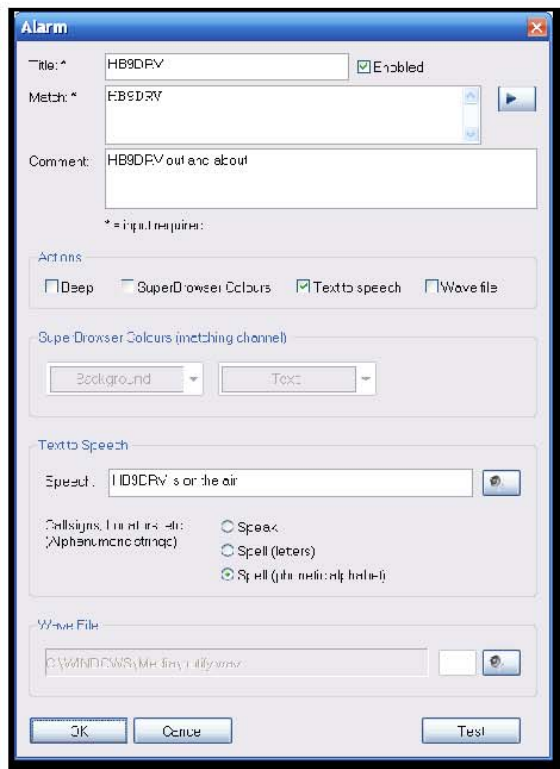 Alarm
Title: *
HB9DRV
Enabled
Match: *
HB9DRV
Comment:
HB9DRV out and about
* = input required
Actions
Beep
SuperBrowser Colours
Text to speech
Wave file
SuperBrowser Colours (matching channel)
Background
Text
Text to Speech
Speech:
HB9DRV is on the air
Callsigns, Locators, etc
(Alphanumeric strings)
Speak
Spell (letters)
Spell (phonetic alphabet)
Wave File
C:\WINDOWS\Media\notify.wav
OK
Cancel
Test